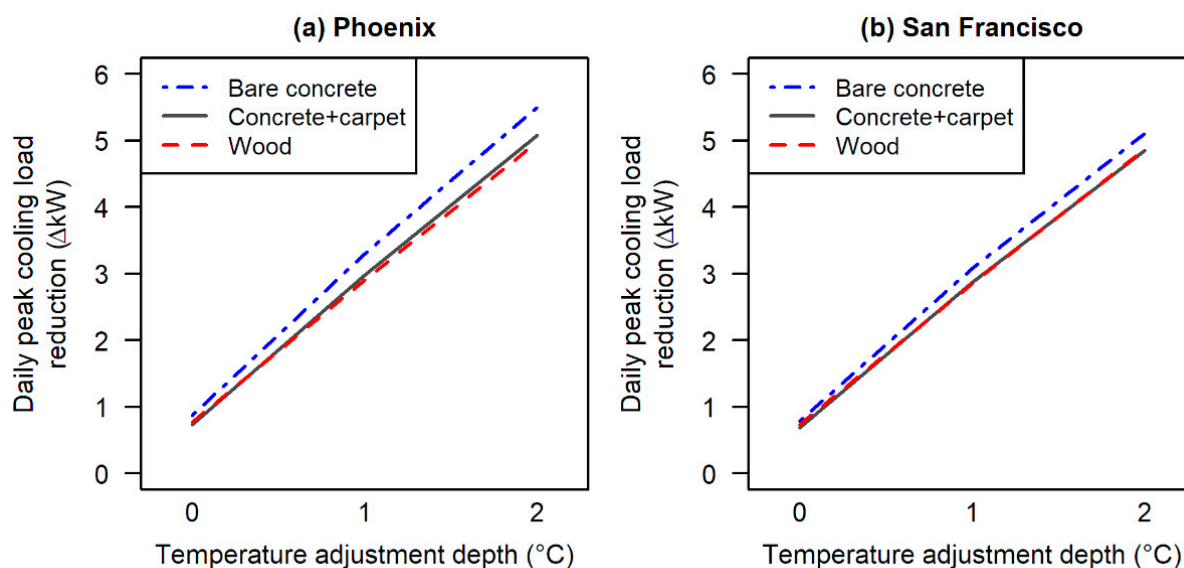 (a) Phoenix
Daily peak cooling load
reduction (ΔkW)
6
5
4
3
2
1
0
Bare concrete
Concrete+carpet
Wood
0 1 2
Temperature adjustment depth (°C)
(b) San Francisco
Daily peak cooling load
reduction (ΔkW)
6
5
4
3
2
1
0
Bare concrete
Concrete+carpet
Wood
0 1 2
Temperature adjustment depth (°C)